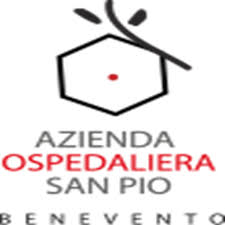 AZIENDA
OSPEDALIERA
SAN PIO
BENEVENTO